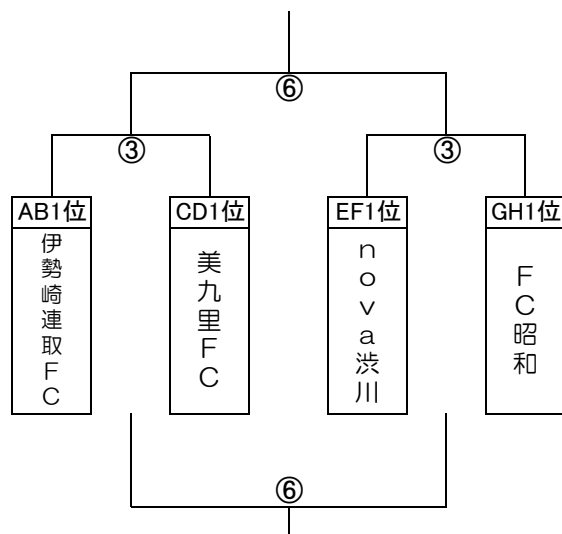 ⑥
③
③
AB1位
CD1位
EF1位
GH1位
伊勢崎連取FC
美九里FC
nova渋川
FC昭和
⑥